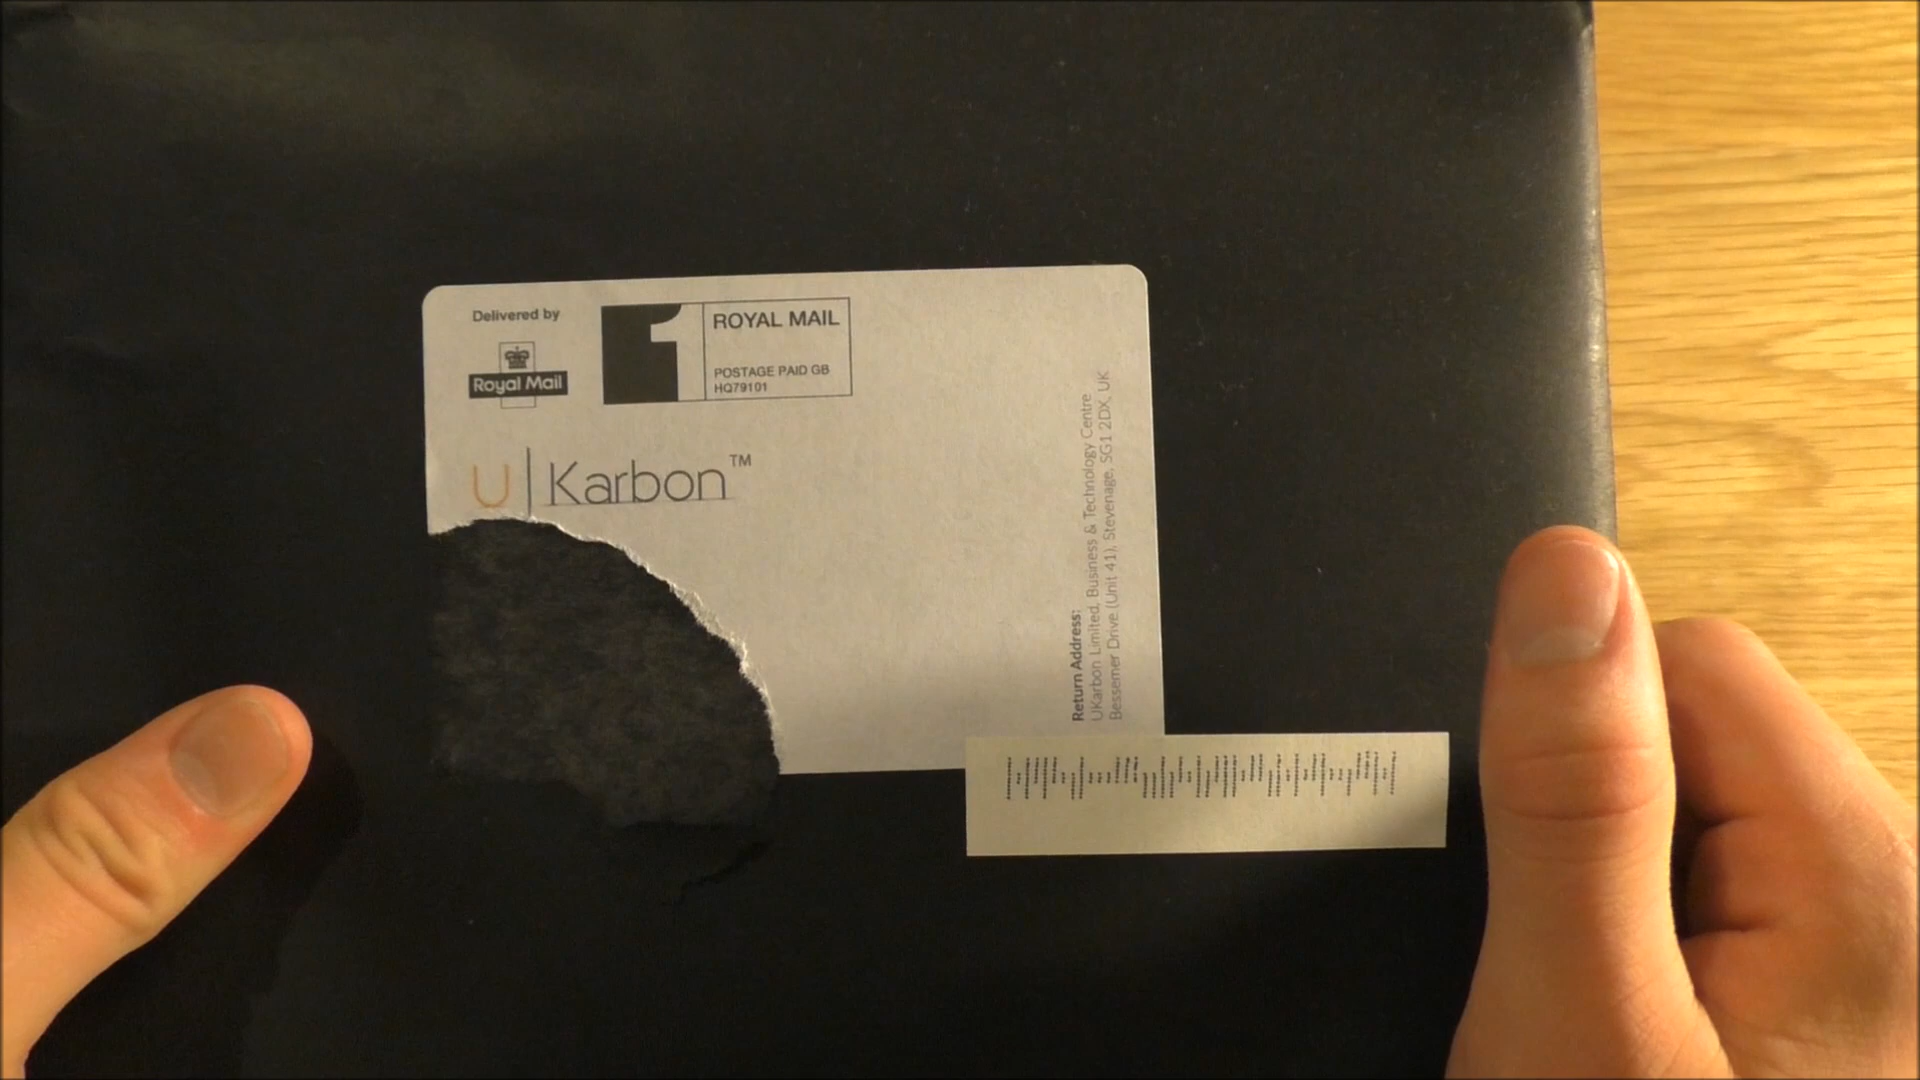 Delivered by
Royal Mail
1
ROYAL MAIL
POSTAGE PAID GB
HQ79101
U | Karbon™
Return Address:
UKarbon Limited, Business & Technology Centre
Bessemer Drive (Unit 41), Stevenage, SG1 2DX, UK